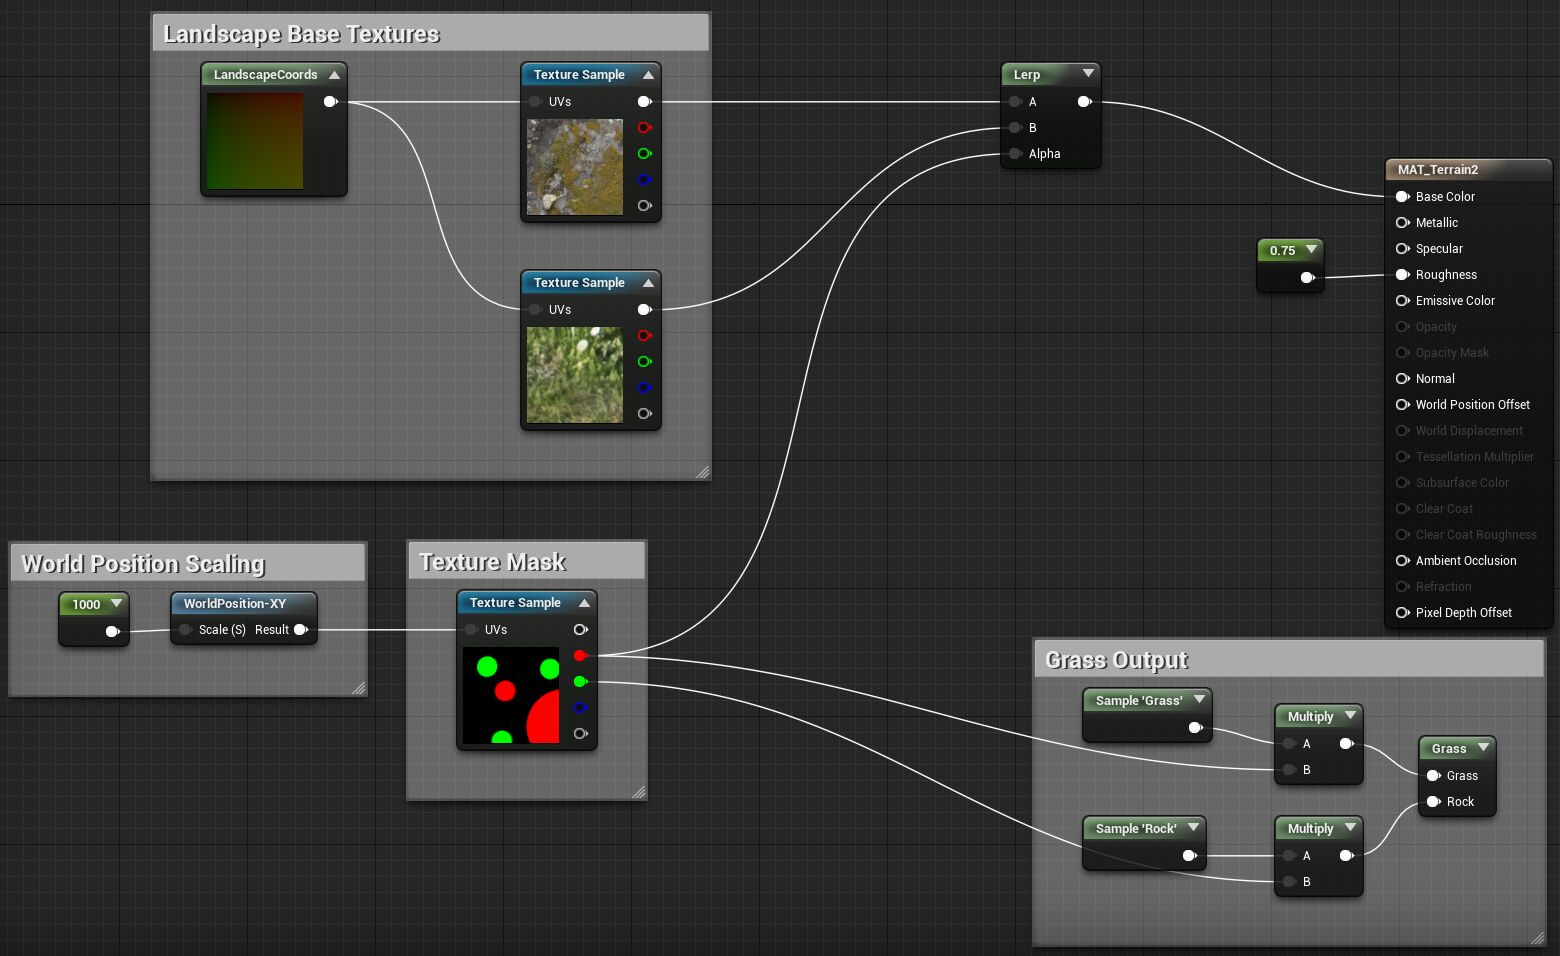 Landscape Base Textures
LandscapeCoords
Texture Sample
UVs
Texture Sample
UVs
Lerp
A
B
Alpha
MAT_Terrain2
Base Color
Metallic
Specular
Roughness
Emissive Color
Opacity
Opacity Mask
Normal
World Position Offset
World Displacement
Tessellation Multiplier
Subsurface Color
Clear Coat
Clear Coat Roughness
Ambient Occlusion
Refraction
Pixel Depth Offset
0.75
World Position Scaling
1000
WorldPosition-XY
Scale (S) Result
Texture Mask
Texture Sample
UVs
Grass Output
Sample 'Grass'
Multiply
A
B
Grass
Grass
Rock
Sample 'Rock'
Multiply
A
B